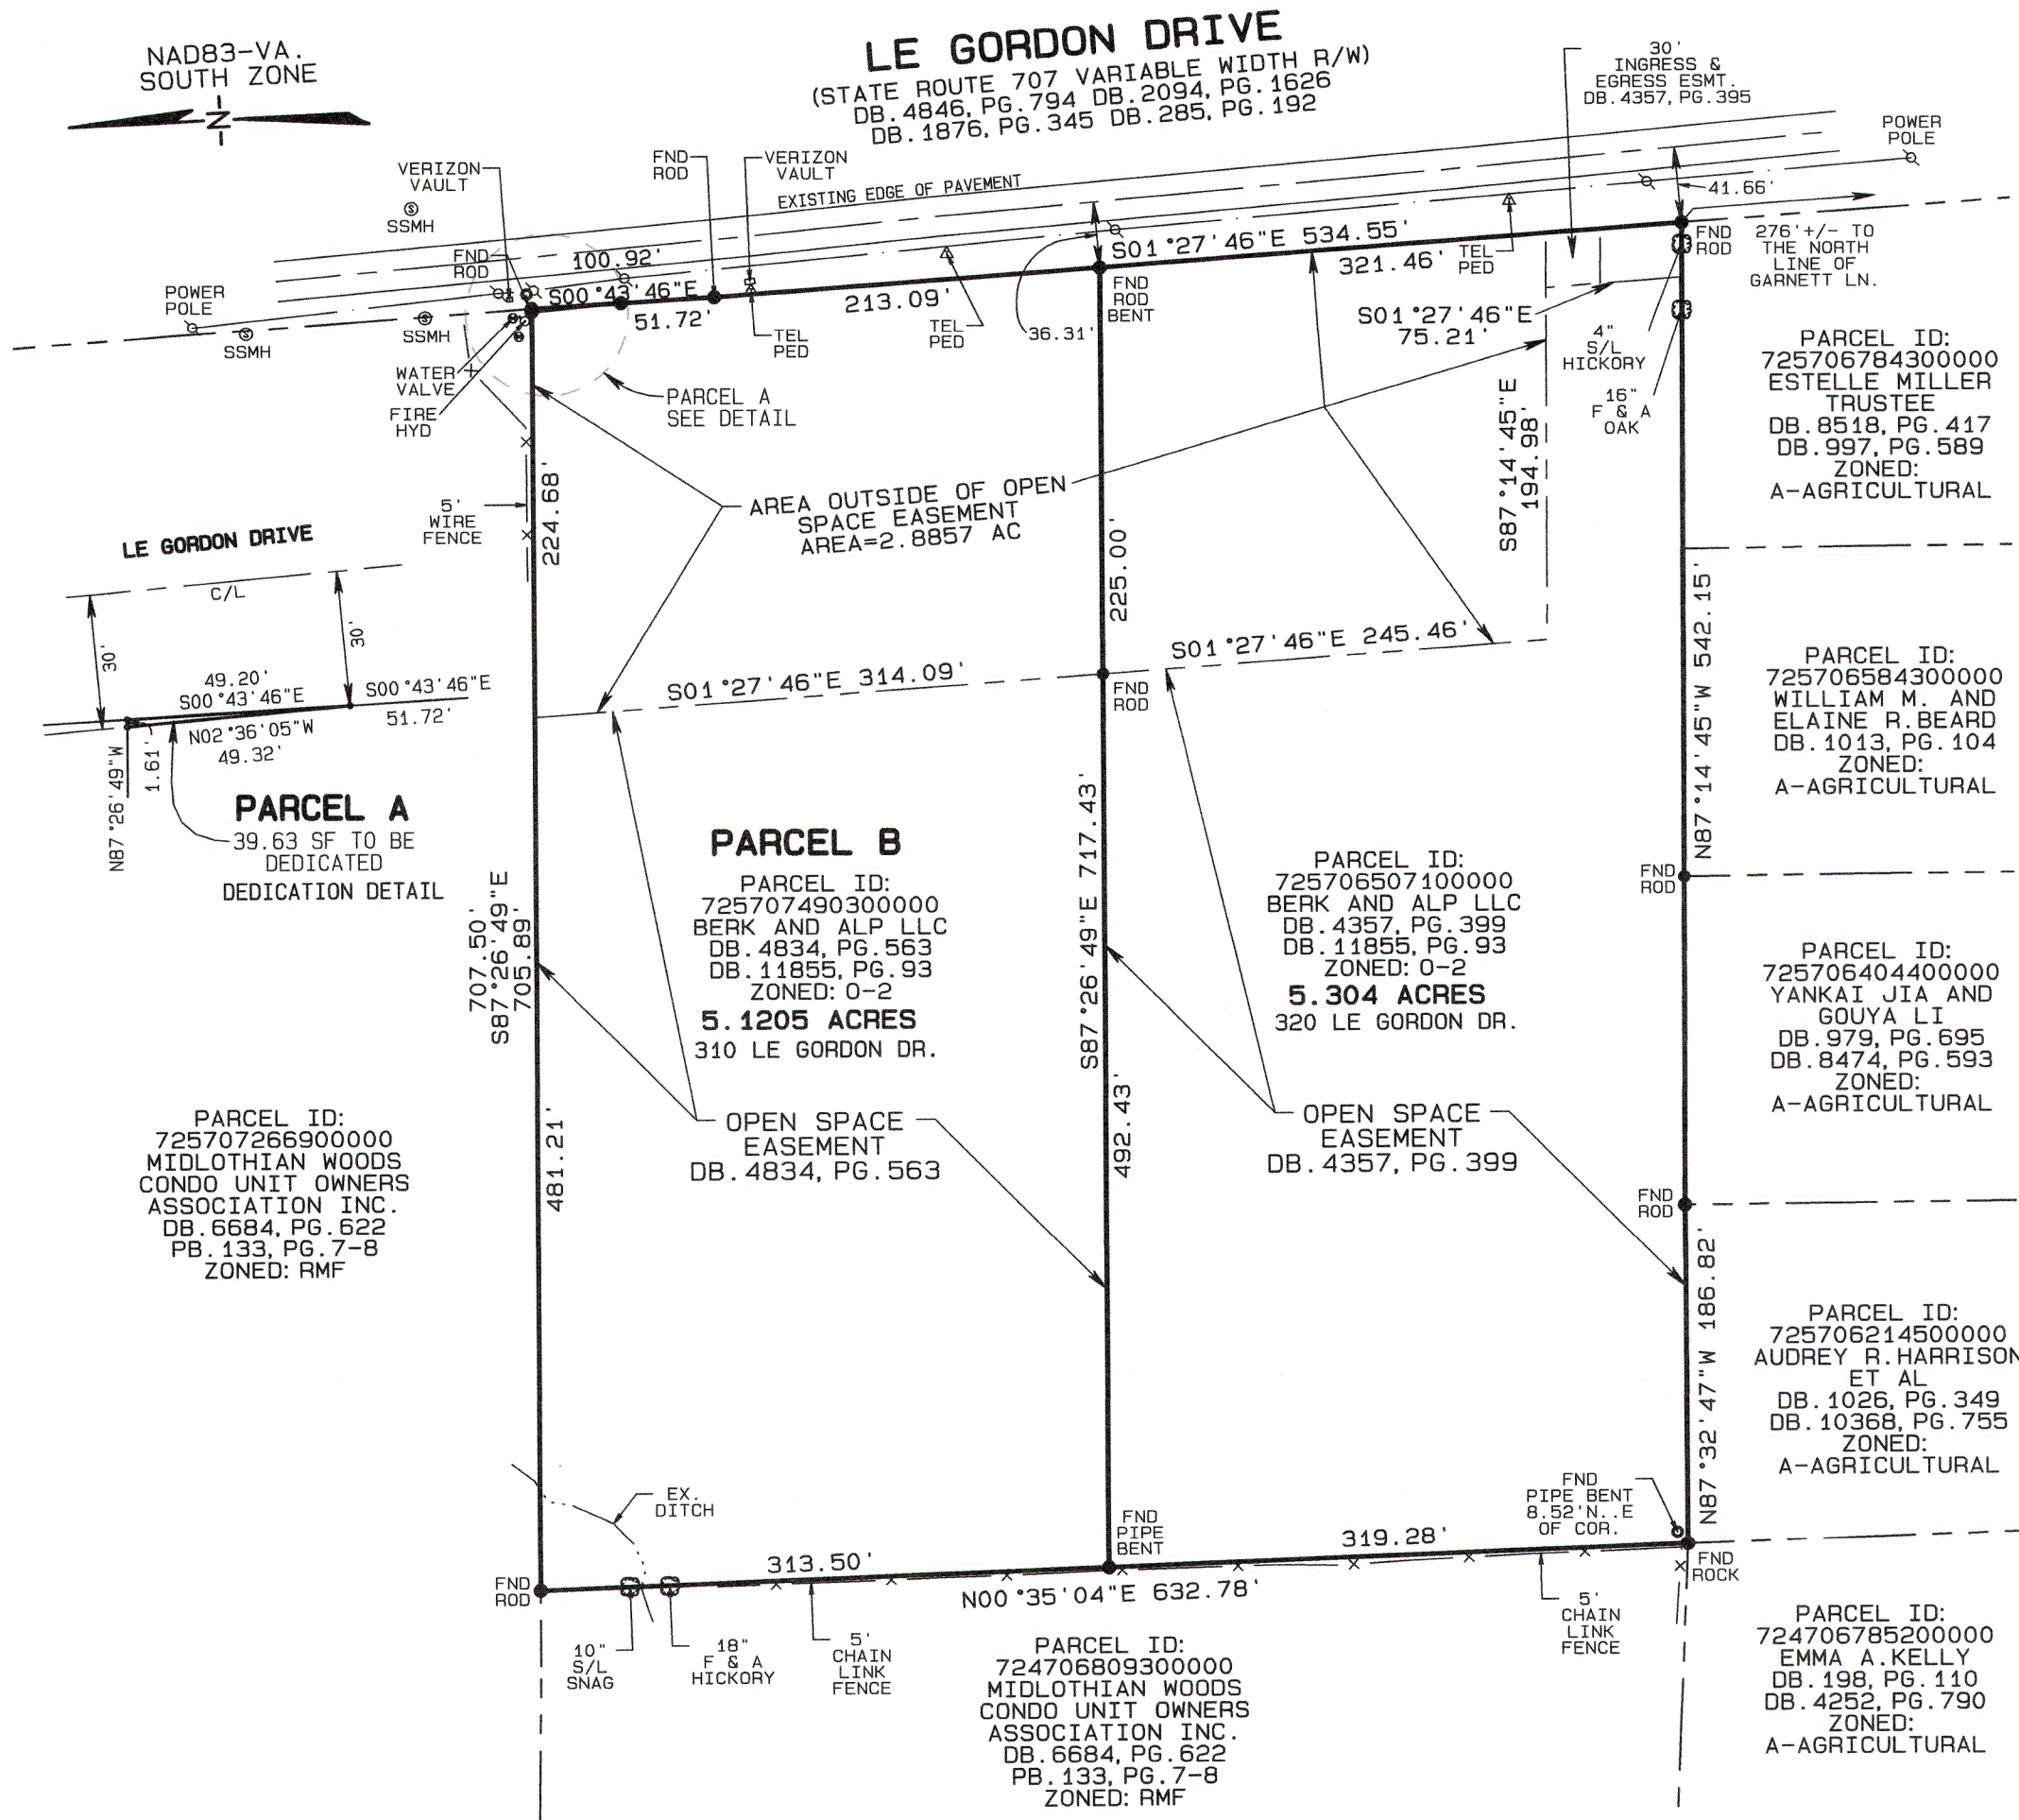 NAD83-VA.
SOUTH ZONE
N
LE GORDON DRIVE
(STATE ROUTE 707 VARIABLE WIDTH R/W)
DB. 4846, PG. 794 DB. 2094, PG. 1626
DB. 1876, PG. 345 DB. 285, PG. 192
30'
INGRESS &
EGRESS ESMT.
DB. 4357, PG. 395
POWER
POLE
VERIZON
VAULT
FND
ROD
VERIZON
VAULT
EXISTING EDGE OF PAVEMENT
41.66'
S
SSMH
FND
ROD
100.92'
S01°27'46"E 534.55'
321.46'
TEL
PED
FND
ROD
276'+/- TO
THE NORTH
LINE OF
GARNETT LN.
POWER
POLE
S
SSMH
S
SSMH
S00°43'46"E
51.72'
213.09'
TEL
PED
TEL
PED
36.31'
FND
ROD
BENT
S01°27'46"E
75.21'
4"
S/L
HICKORY
16"
F & A
OAK
WATER
VALVE
FIRE
HYD
PARCEL A
SEE DETAIL
PARCEL ID:
725706784300000
ESTELLE MILLER
TRUSTEE
DB. 8518, PG. 417
DB. 997, PG. 589
ZONED:
A-AGRICULTURAL
5'
WIRE
FENCE
224.68'
AREA OUTSIDE OF OPEN
SPACE EASEMENT
AREA=2.8857 AC
225.00'
S87°14'45"E
194.98'
LE GORDON DRIVE
C/L
30'
30'
49.20'
S00°43'46"E
S00°43'46"E
51.72'
N02°36'05"W
49.32'
1.61'
N87°26'49"W
PARCEL A
39.63 SF TO BE
DEDICATED
DEDICATION DETAIL
S01°27'46"E 314.09'
S01°27'46"E 245.46'
FND
ROD
N87°14'45"W 542.15'
PARCEL ID:
725706584300000
WILLIAM M. AND
ELAINE R. BEARD
DB. 1013, PG. 104
ZONED:
A-AGRICULTURAL
707.50'
S87°26'49"E
705.89'
PARCEL B
PARCEL ID:
725707490300000
BERK AND ALP LLC
DB. 4834, PG. 563
DB. 11855, PG. 93
ZONED: O-2
5.1205 ACRES
310 LE GORDON DR.
S87°26'49"E 717.43'
PARCEL ID:
725706507100000
BERK AND ALP LLC
DB. 4357, PG. 399
DB. 11855, PG. 93
ZONED: O-2
5.304 ACRES
320 LE GORDON DR.
FND
ROD
PARCEL ID:
725706404400000
YANKAI JIA AND
GOUYA LI
DB. 979, PG. 695
DB. 8474, PG. 593
ZONED:
A-AGRICULTURAL
PARCEL ID:
725707266900000
MIDLOTHIAN WOODS
CONDO UNIT OWNERS
ASSOCIATION INC.
DB. 6684, PG. 622
PB. 133, PG. 7-8
ZONED: RMF
481.21'
OPEN SPACE
EASEMENT
DB. 4834, PG. 563
492.43'
OPEN SPACE
EASEMENT
DB. 4357, PG. 399
FND
ROD
N87°32'47"W 186.82'
PARCEL ID:
725706214500000
AUDREY R. HARRISON
ET AL
DB. 1026, PG. 349
DB. 10368, PG. 755
ZONED:
A-AGRICULTURAL
EX.
DITCH
FND
PIPE
BENT
FND
PIPE BENT
8.52'N..E
OF COR.
FND
ROD
313.50'
319.28'
N00°35'04"E 632.78'
FND
ROCK
10"
S/L
SNAG
18"
F & A
HICKORY
5'
CHAIN
LINK
FENCE
5'
CHAIN
LINK
FENCE
PARCEL ID:
724706809300000
MIDLOTHIAN WOODS
CONDO UNIT OWNERS
ASSOCIATION INC.
DB. 6684, PG. 622
PB. 133, PG. 7-8
ZONED: RMF
PARCEL ID:
724706785200000
EMMA A. KELLY
DB. 198, PG. 110
DB. 4252, PG. 790
ZONED:
A-AGRICULTURAL